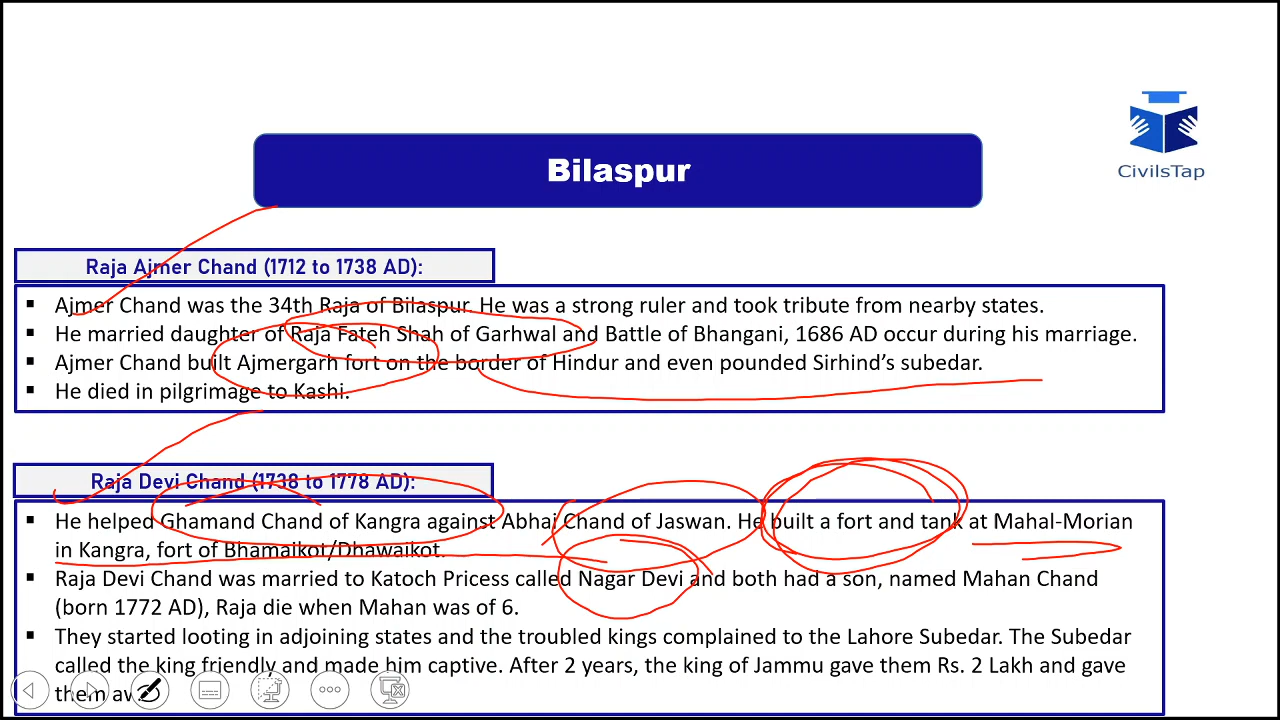 CivilsTap
Bilaspur
Raja Ajmer Chand (1712 to 1738 AD):
▪ Ajmer Chand was the 34th Raja of Bilaspur. He was a strong ruler and took tribute from nearby states.
▪ He married daughter of Raja Fateh Shah of Garhwal and Battle of Bhangani, 1686 AD occur during his marriage.
▪ Ajmer Chand built Ajmergarh fort on the border of Hindur and even pounded Sirhind's subedar.
▪ He died in pilgrimage to Kashi.
Raja Devi Chand (1738 to 1778 AD):
▪ He helped Ghamand Chand of Kangra against Abhai Chand of Jaswan. He built a fort and tank at Mahal-Morian
in Kangra, fort of Bhamalkot/Dhawalkot.
▪ Raja Devi Chand was married to Katoch Pricess called Nagar Devi and both had a son, named Mahan Chand
(born 1772 AD), Raja die when Mahan was of 6.
▪ They started looting in adjoining states and the troubled kings complained to the Lahore Subedar. The Subedar
called the king friendly and made him captive. After 2 years, the king of Jammu gave them Rs. 2 Lakh and gave
them